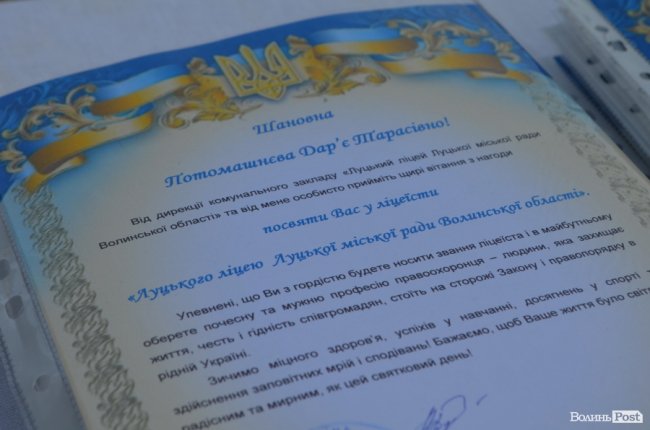 Шановна
Потомашнєва Дар’є Тарасівно!
Від дирекції комунального закладу «Луцький ліцей Луцької міської ради
Волинської області» та від мене особисто прийміть щирі вітання з нагоди
посвяти Вас у ліцеїсти
«Луцького ліцею Луцької міської ради Волинської області».
Упевнені, що Ви з гордістю будете носити звання ліцеїста і в майбутньому
оберете почесну та мужню професію правоохоронця – людини, яка захищає
життя, честь і гідність співгромадян, стоїть на сторожі Закону і правопорядку в
рідній Україні.
Зичимо міцного здоров'я, успіхів у навчанні, досягнень у спорті –
здійснення заповітних мрій і сподівань! Бажаємо, щоб Ваше життя було
радісним та мирним, як цей святковий день!
ВолиньPost